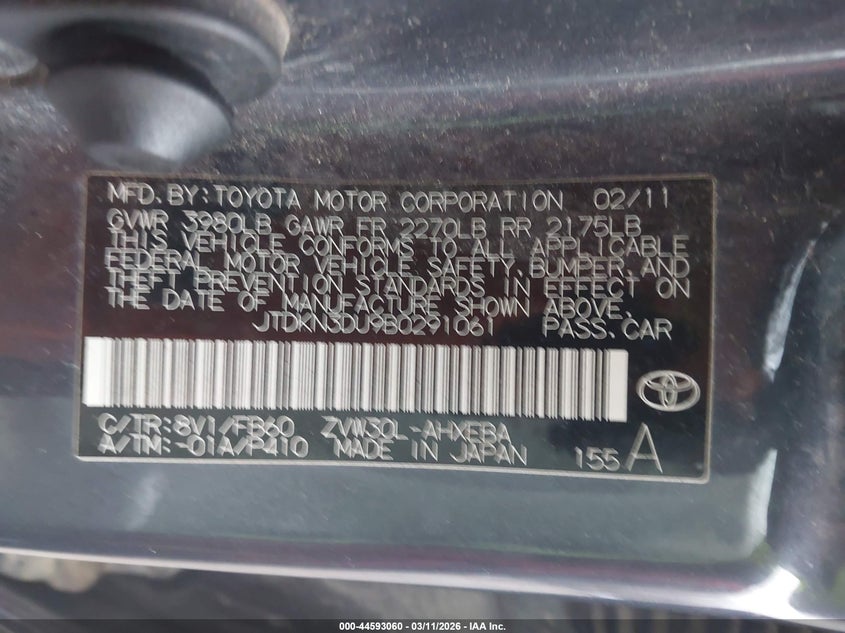 MFD. BY: TOYOTA MOTOR CORPORATION 02/11
GVWR 3980LB GAWR FR 2270LB RR 2175LB
THIS VEHICLE CONFORMS TO ALL APPLICABLE
FEDERAL MOTOR VEHICLE SAFETY, BUMPER, AND
THEFT PREVENTION STANDARDS IN EFFECT ON
THE DATE OF MANUFACTURE SHOWN ABOVE.
JTDKN3DU9B0291061 PASS. CAR
C/TR: 8V1/FB60 ZVW30L-AHXEBA
A/TM: -01A/P410 MADE IN JAPAN 155 A
000-44593060 - 03/11/2026 - IAA Inc.